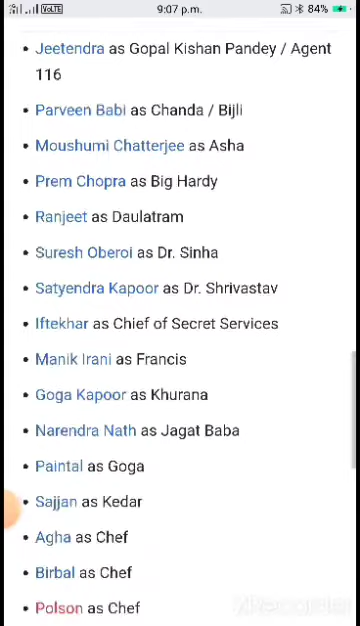 VoLTE 9:07 p.m. 84%
• Jeetendra as Gopal Kishan Pandey / Agent
116
• Parveen Babi as Chanda / Bijli
• Moushumi Chatterjee as Asha
• Prem Chopra as Big Hardy
• Ranjeet as Daulatram
• Suresh Oberoi as Dr. Sinha
• Satyendra Kapoor as Dr. Shrivastav
• Iftekhar as Chief of Secret Services
• Manik Irani as Francis
• Goga Kapoor as Khurana
• Narendra Nath as Jagat Baba
• Paintal as Goga
• Sajjan as Kedar
• Agha as Chef
• Birbal as Chef
• Polson as Chef